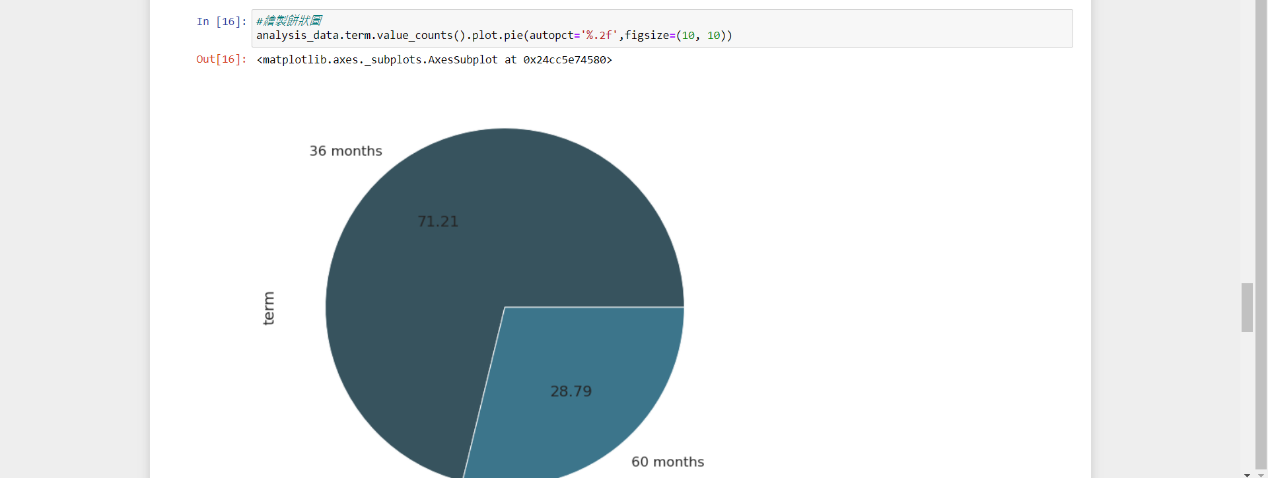 In [16]: #繪製餅狀圖
analysis_data.term.value_counts().plot.pie(autopct='%.2f',figsize=(10, 10))
Out[16]: <matplotlib.axes._subplots.AxesSubplot at 0x24cc5e74580>
36 months
71.21
term
28.79
60 months